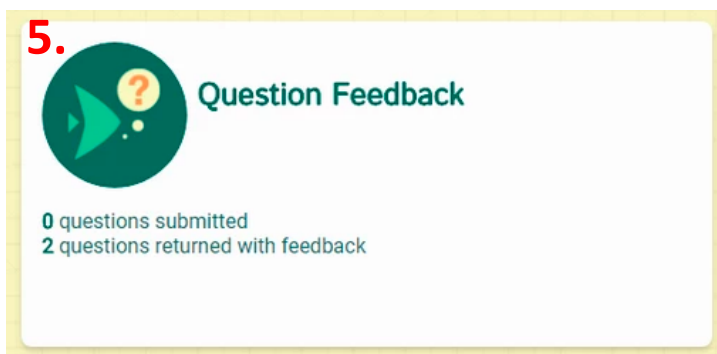 5.
?
Question Feedback
0 questions submitted
2 questions returned with feedback